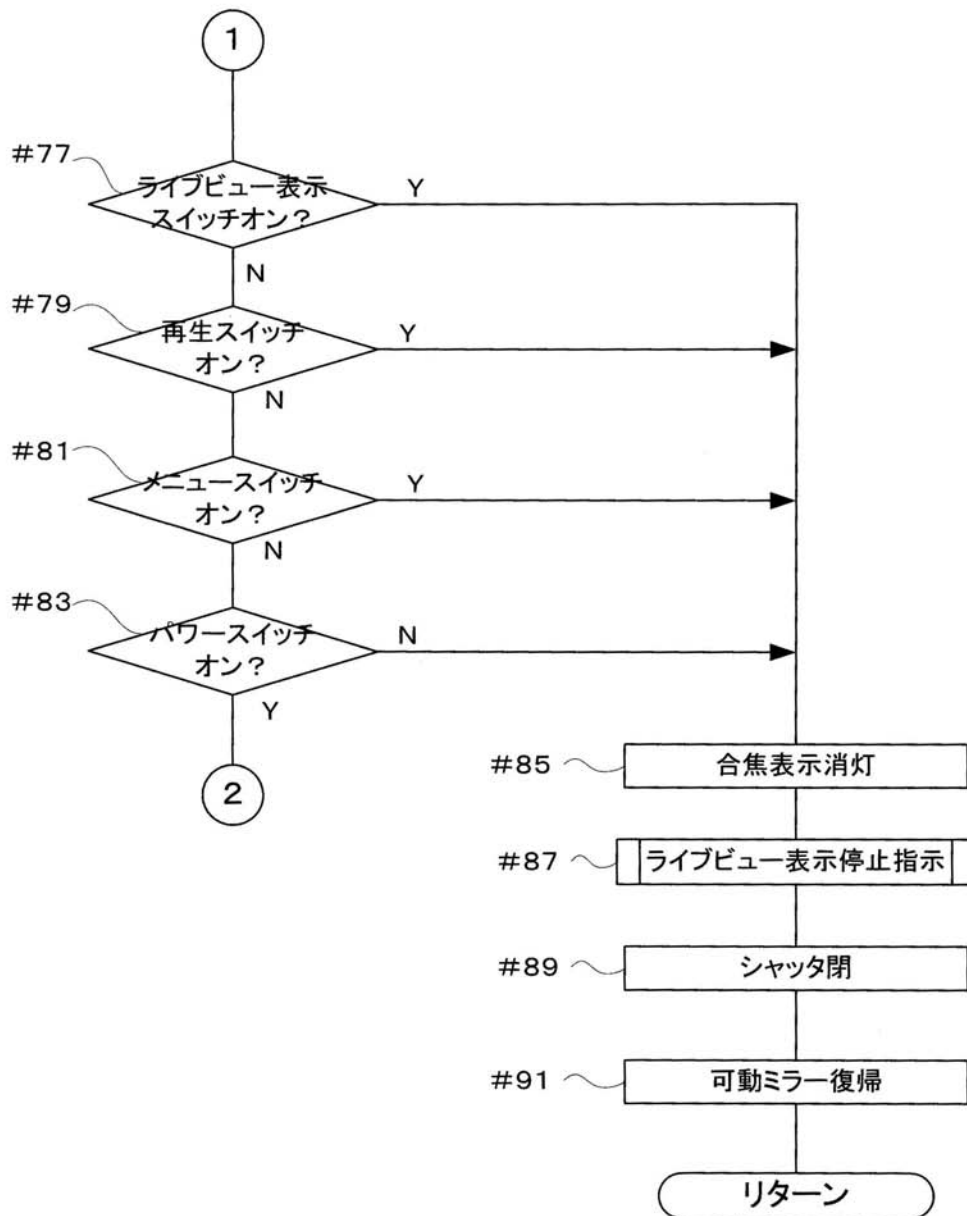 1
#77
ライブビュー表示
スイッチオン?
Y
N
#79
再生スイッチ
オン?
Y
N
#81
メニュースイッチ
オン?
Y
N
#83
パワースイッチ
オン?
N
Y
2
#85
合焦表示消灯
#87
ライブビュー表示停止指示
#89
シャッタ閉
#91
可動ミラー復帰
リターン